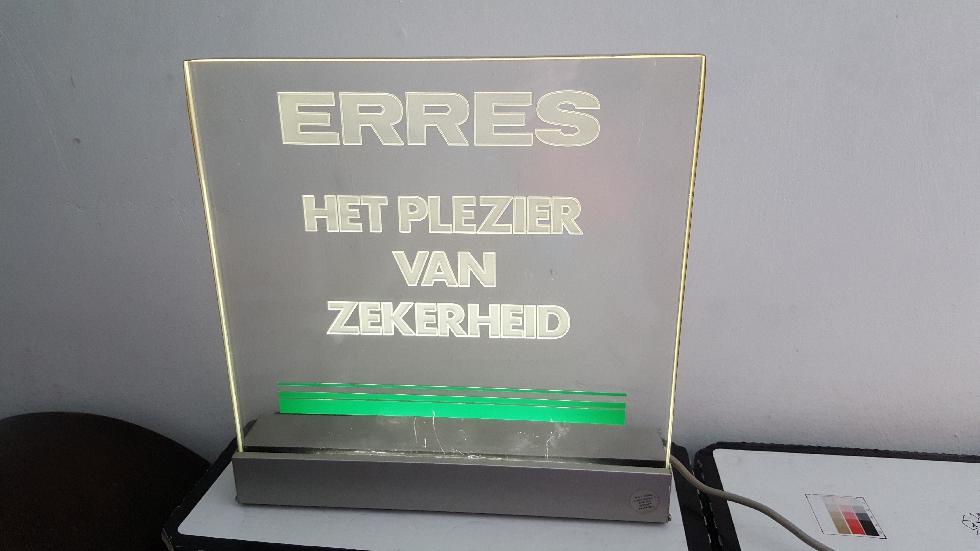 ERRES
HET PLEZIER
VAN
ZEKERHEID